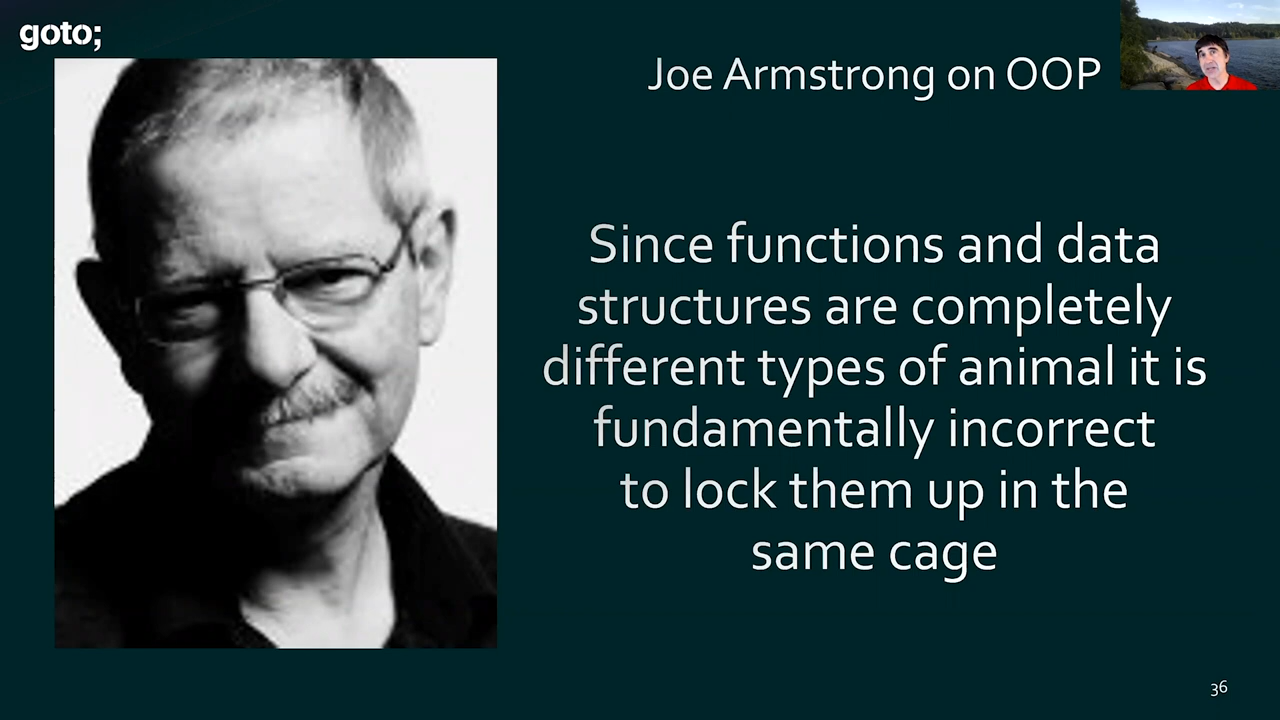 goto;
Joe Armstrong on OOP
Since functions and data
structures are completely
different types of animal it is
fundamentally incorrect
to lock them up in the
same cage
36